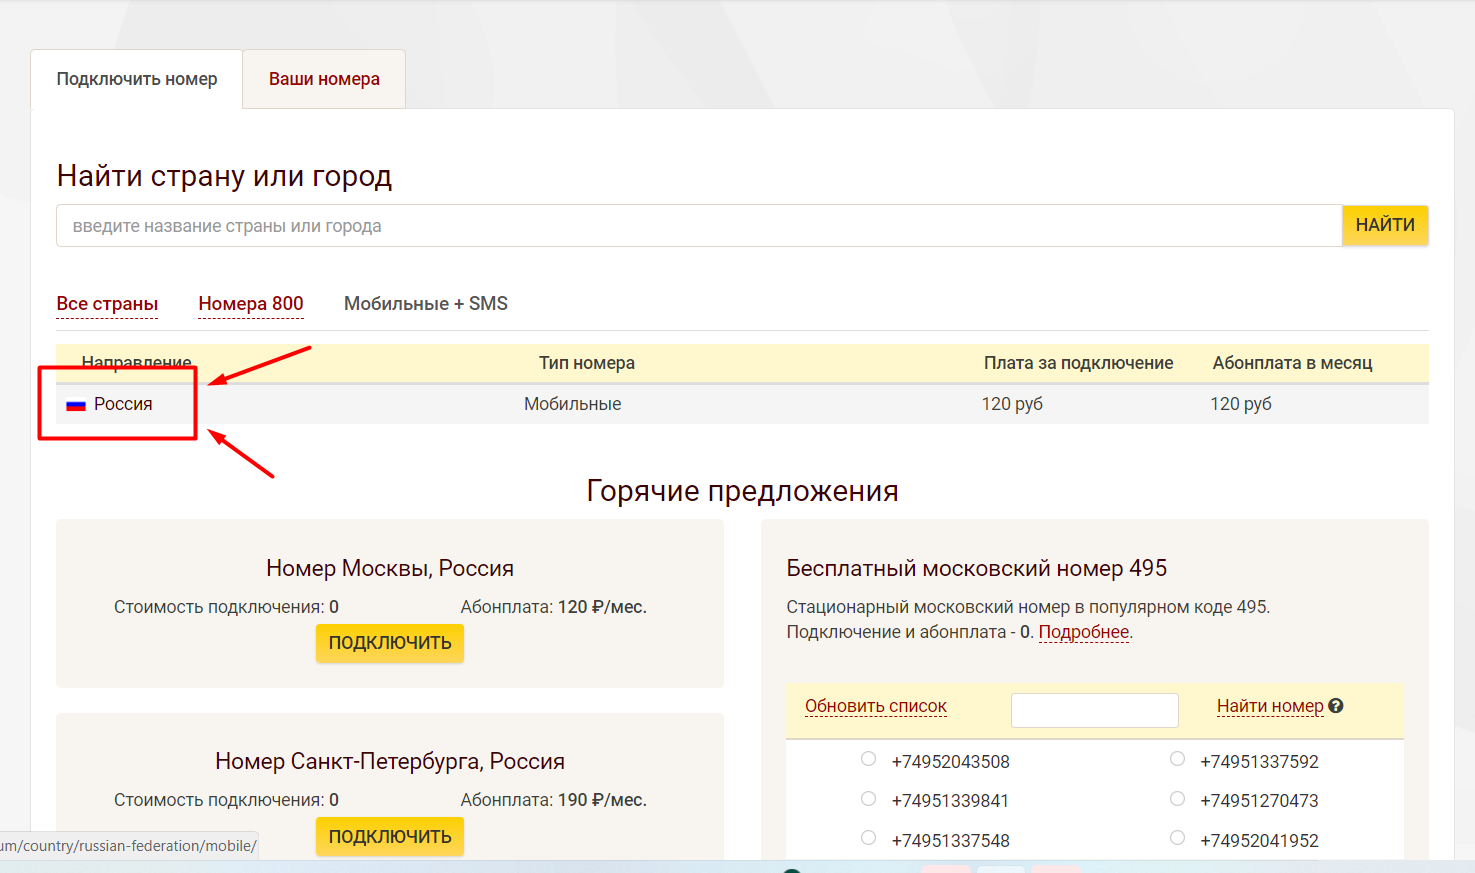 Подключить номер
Ваши номера
Найти страну или город
введите название страны или города
НАЙТИ
Все страны
Номера 800
Мобильные + SMS
Направление
Тип номера
Плата за подключение
Абонплата в месяц
Россия
Мобильные
120 руб
120 руб
Горячие предложения
Номер Москвы, Россия
Стоимость подключения: 0
Абонплата: 120 ₽/мес.
ПОДКЛЮЧИТЬ
Номер Санкт-Петербурга, Россия
Стоимость подключения: 0
Абонплата: 190 ₽/мес.
ПОДКЛЮЧИТЬ
Бесплатный московский номер 495
Стационарный московский номер в популярном коде 495.
Подключение и абонплата - 0. Подробнее.
Обновить список
Найти номер ?
+74952043508
+74951337592
+74951339841
+74951270473
+74951337548
+74952041952
um/country/russian-federation/mobile/